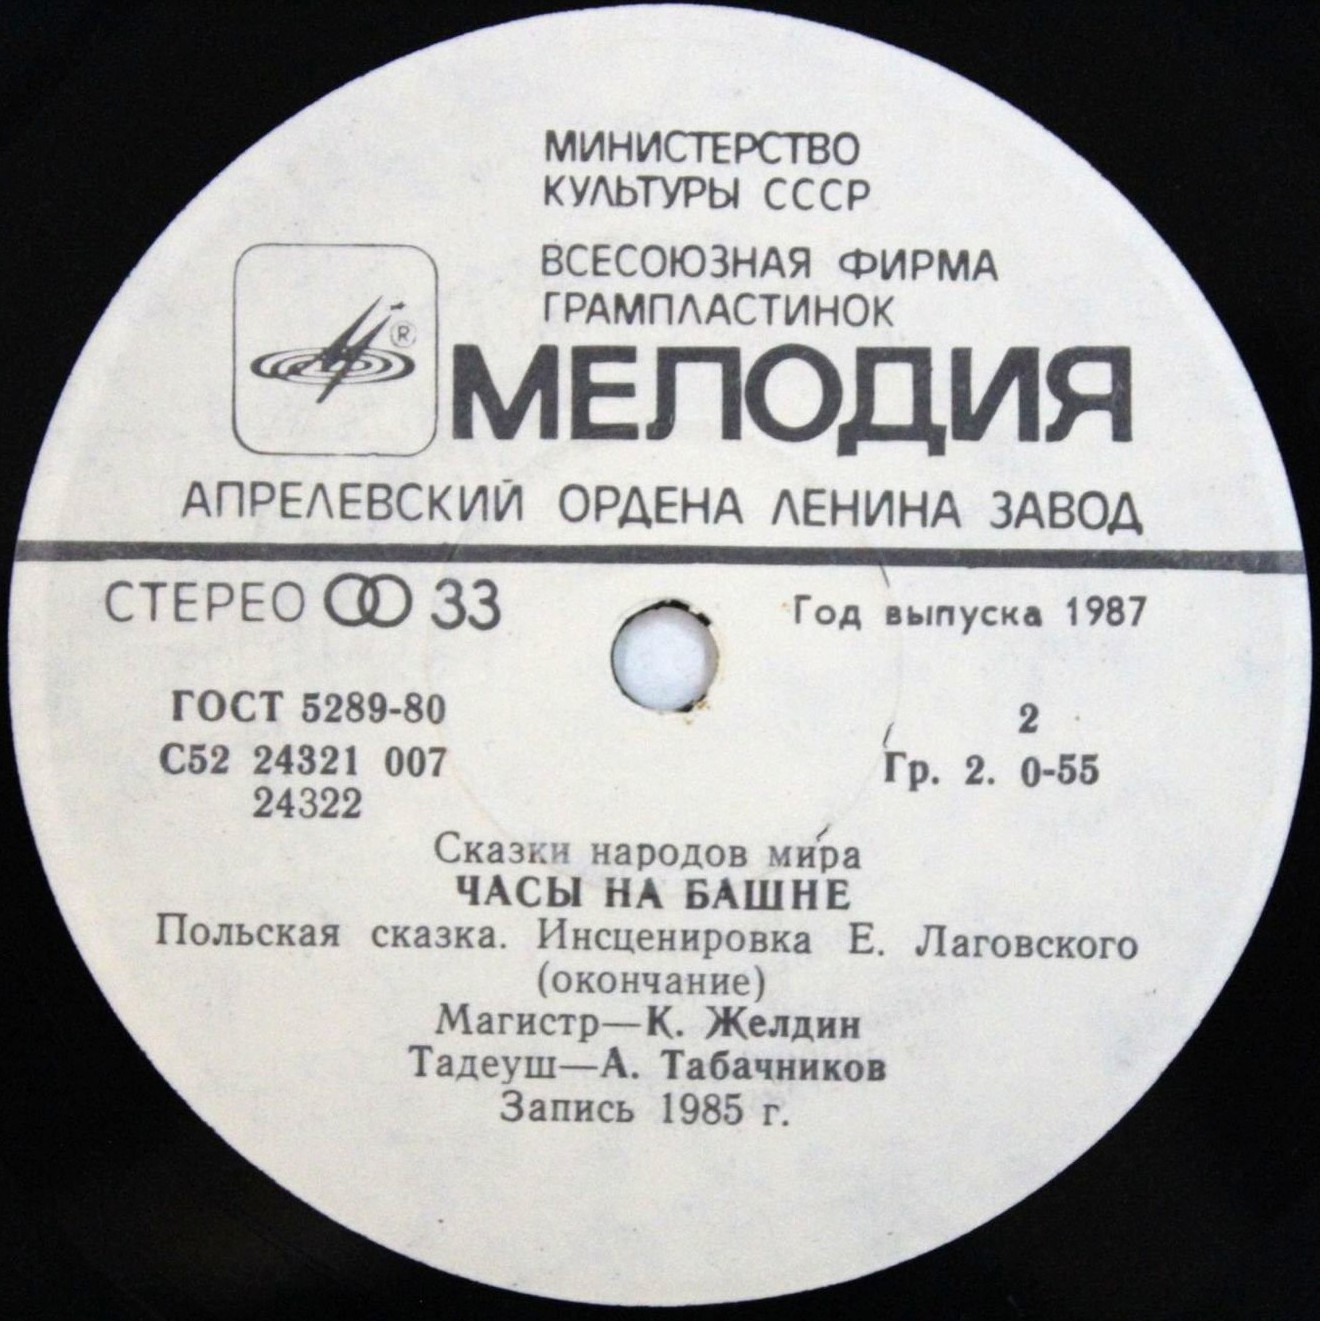 МИНИСТЕРСТВО
КУЛЬТУРЫ СССР
ВСЕСОЮЗНАЯ ФИРМА
ГРАМПЛАСТИНОК
®
МЕЛОДИЯ
АПРЕЛЕВСКИЙ ОРДЕНА ЛЕНИНА ЗАВОД
СТЕРЕО 33
Год выпуска 1987
ГОСТ 5289-80
2
С52 24321 007
Гр. 2. 0-55
24322
Сказки народов мира
ЧАСЫ НА БАШНЕ
Польская сказка. Инсценировка Е. Лаговского
(окончание)
Магистр—К. Желдин
Тадеуш—А. Табачников
Запись 1985 г.